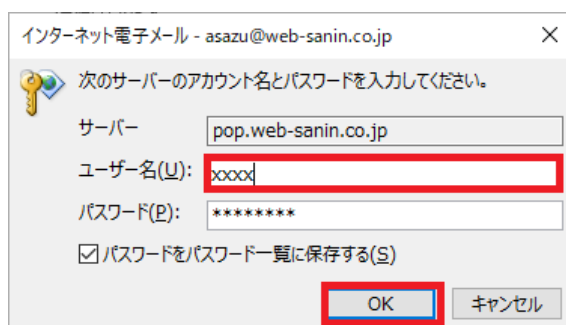 インターネット電子メール - asazu@web-sanin.co.jp
次のサーバーのアカウント名とパスワードを入力してください。
サーバー pop.web-sanin.co.jp
ユーザー名(U): xxxx
パスワード(P): ********
パスワードをパスワード一覧に保存する(S)
OK キャンセル